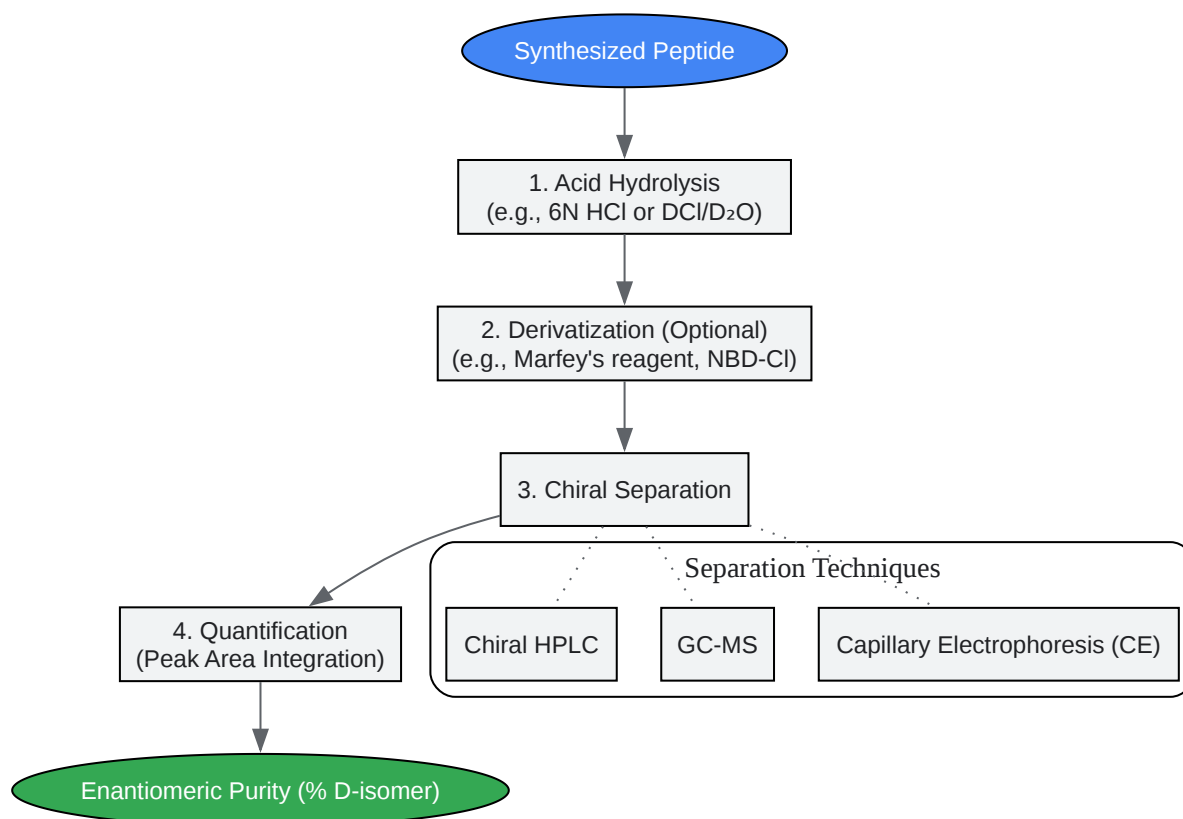 Synthesized Peptide
1. Acid Hydrolysis
(e.g., 6N HCl or DCl/D₂O)
2. Derivatization (Optional)
(e.g., Marfey's reagent, NBD-Cl)
3. Chiral Separation
Separation Techniques
4. Quantification
(Peak Area Integration)
Chiral HPLC
GC-MS
Capillary Electrophoresis (CE)
Enantiomeric Purity (% D-isomer)